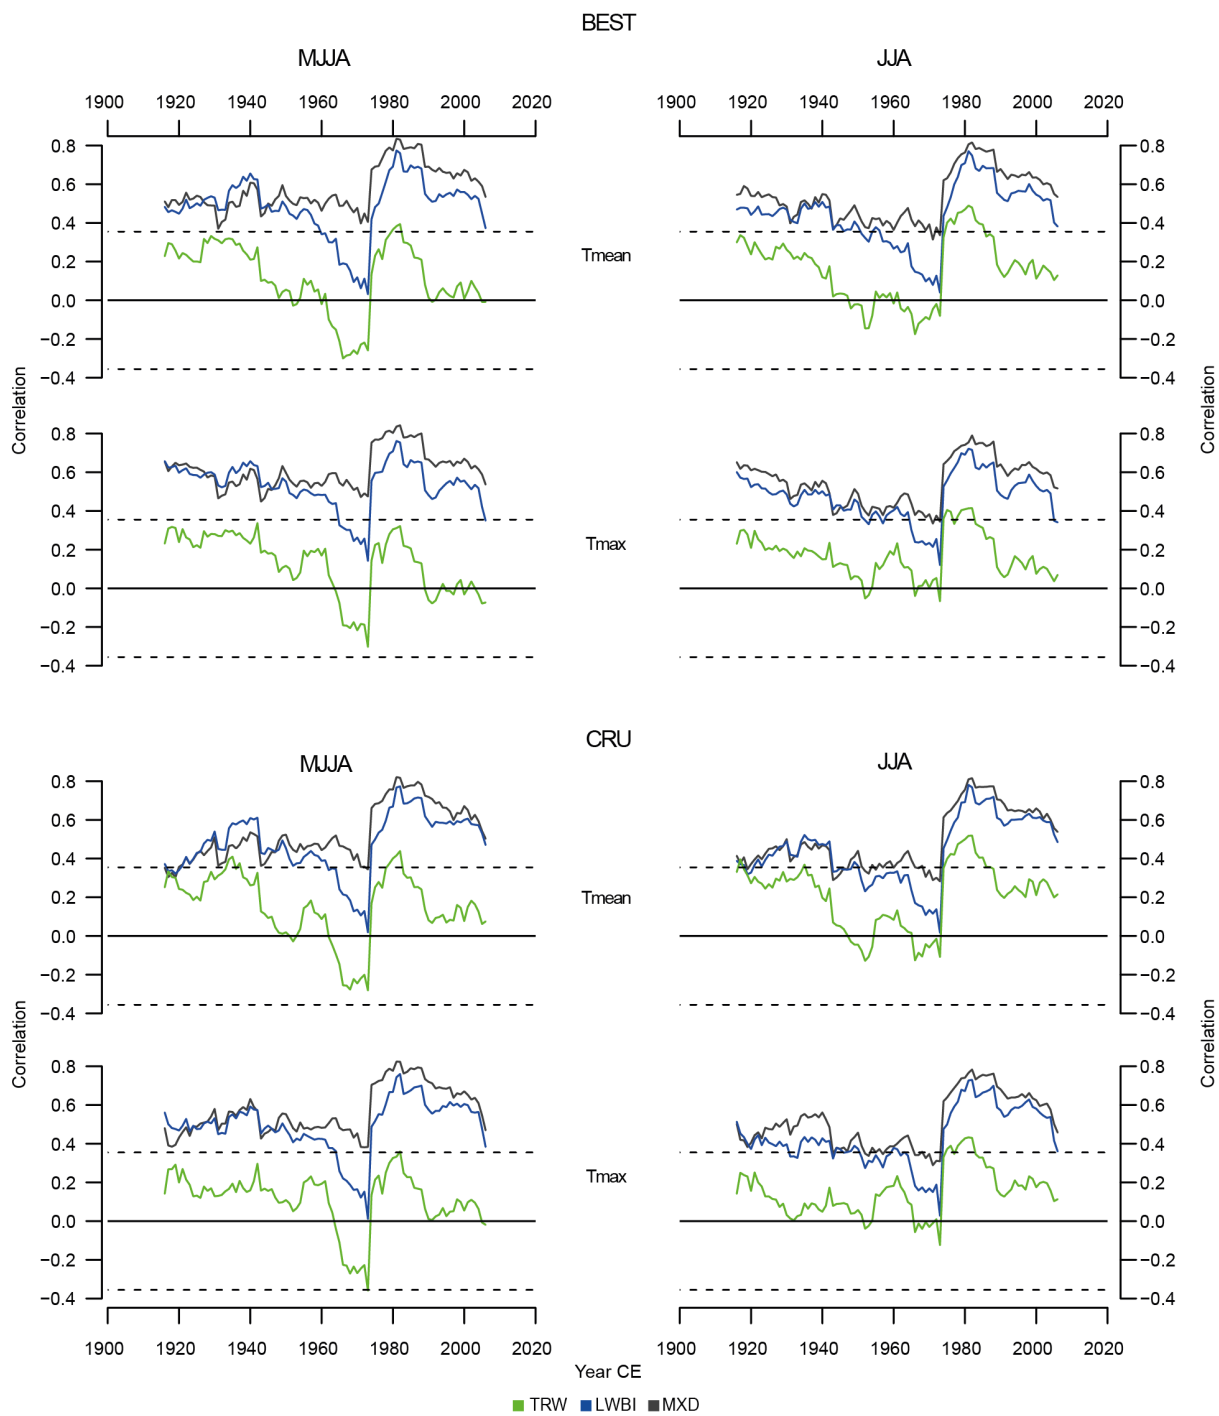 BEST
MJJA JJA
1900 1920 1940 1960 1980 2000 2020 1900 1920 1940 1960 1980 2000 2020
0.8 0.8
0.6 0.6
0.4 0.4
0.2 Tmean 0.2
0.0 0.0
−0.2 −0.2
−0.4 −0.4
Correlation Correlation
0.8 0.8
0.6 0.6
0.4 0.4
0.2 Tmax 0.2
0.0 0.0
−0.2 −0.2
−0.4 −0.4
CRU
MJJA JJA
0.8 0.8
0.6 0.6
0.4 0.4
0.2 Tmean 0.2
0.0 0.0
−0.2 −0.2
−0.4 −0.4
Correlation Correlation
0.8 0.8
0.6 0.6
0.4 0.4
0.2 Tmax 0.2
0.0 0.0
−0.2 −0.2
−0.4 −0.4
1900 1920 1940 1960 1980 2000 2020 1900 1920 1940 1960 1980 2000 2020
Year CE
TRW LWBI MXD